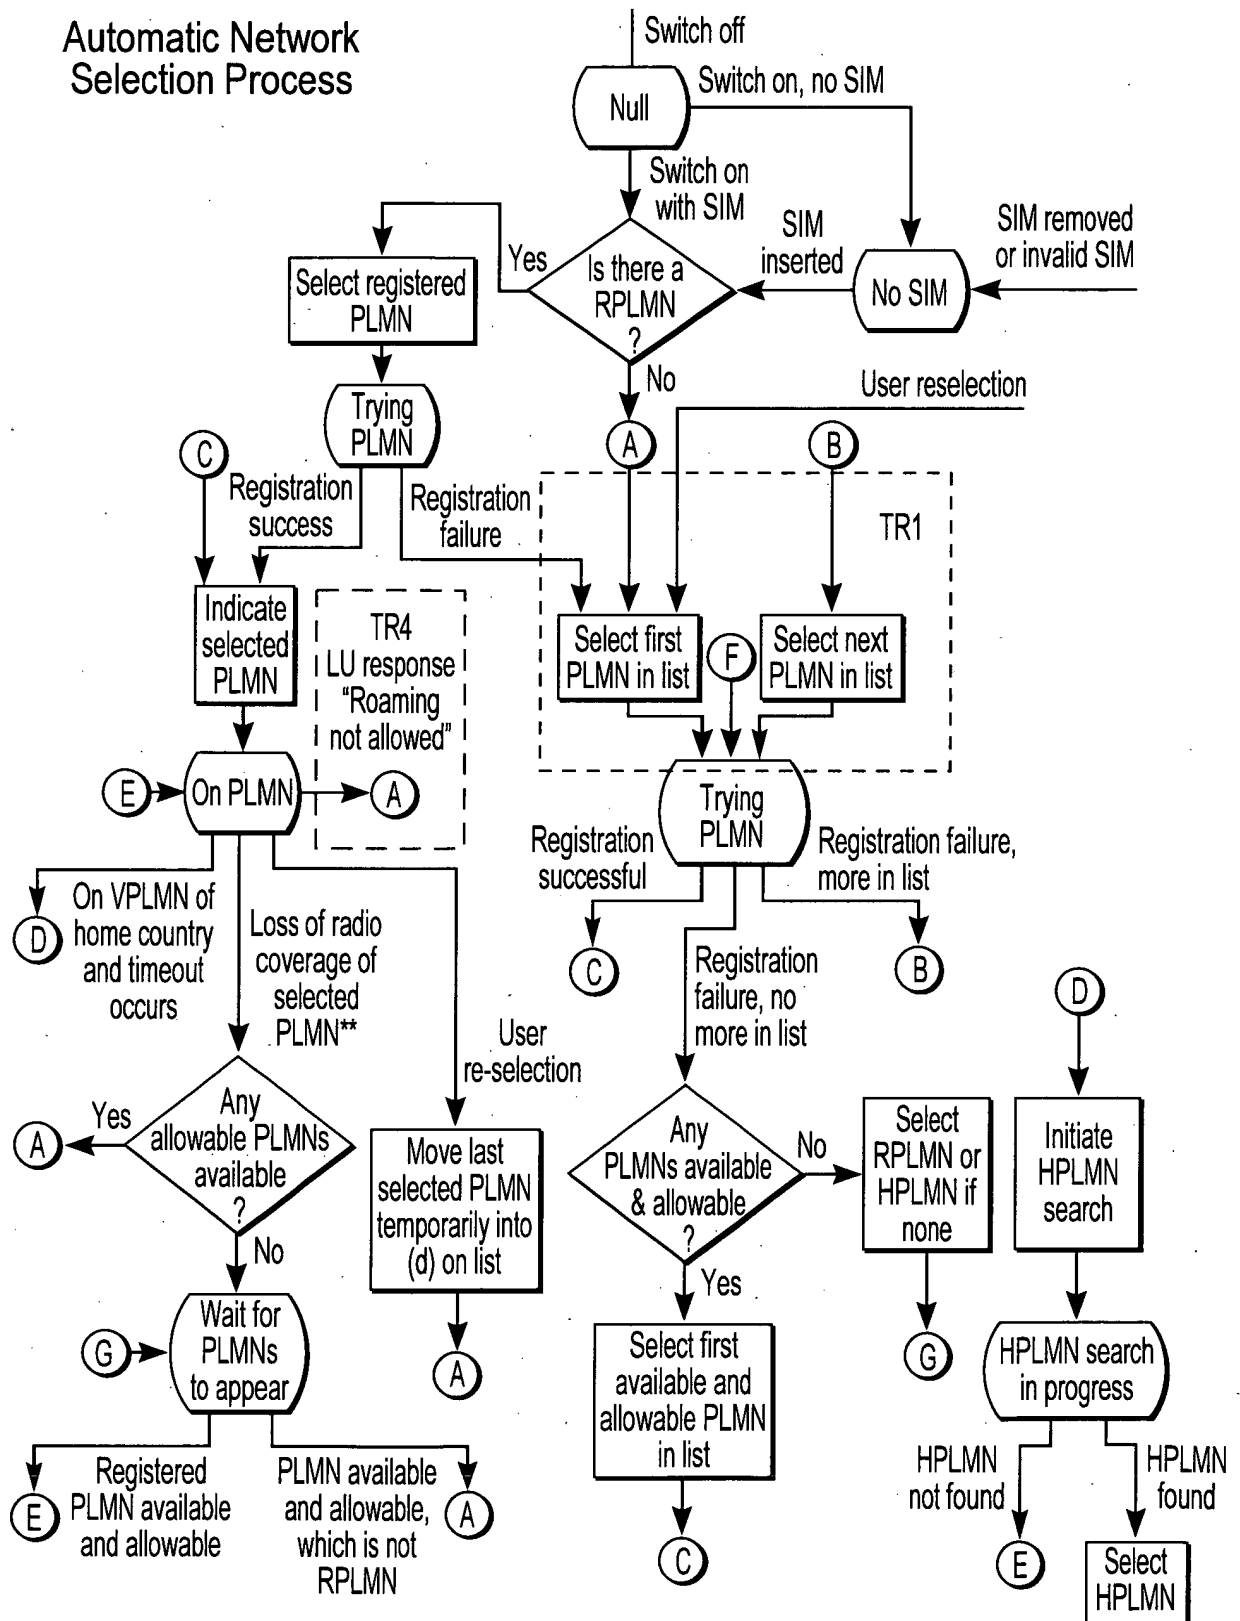 Automatic Network
Selection Process
Switch off
Switch on, no SIM
Null
Switch on
with SIM
SIM
inserted
SIM removed
or invalid SIM
Yes
Is there a
RPLMN
?
No SIM
Select registered
PLMN
No
User reselection
Trying
PLMN
A
B
C
Registration
success
Registration
failure
TR1
Indicate
selected
PLMN
TR4
LU response
“Roaming
not allowed”
Select first
PLMN in list
F
Select next
PLMN in list
E
On PLMN
A
Trying
PLMN
Registration
successful
Registration failure,
more in list
On VPLMN of
home country
and timeout
occurs
D
Loss of radio
coverage of
selected
PLMN**
User
re-selection
C
Registration
failure, no
more in list
B
D
Yes
A
Any
allowable PLMNs
available
?
No
Move last
selected PLMN
temporarily into
(d) on list
A
Any
PLMNs available
& allowable
?
No
Select
RPLMN or
HPLMN if
none
G
Initiate
HPLMN
search
Yes
G
Wait for
PLMNs
to appear
Select first
available and
allowable PLMN
in list
HPLMN search
in progress
E
Registered
PLMN available
and allowable
PLMN available
and allowable,
which is not
RPLMN
A
C
HPLMN
not found
HPLMN
found
E
Select
HPLMN